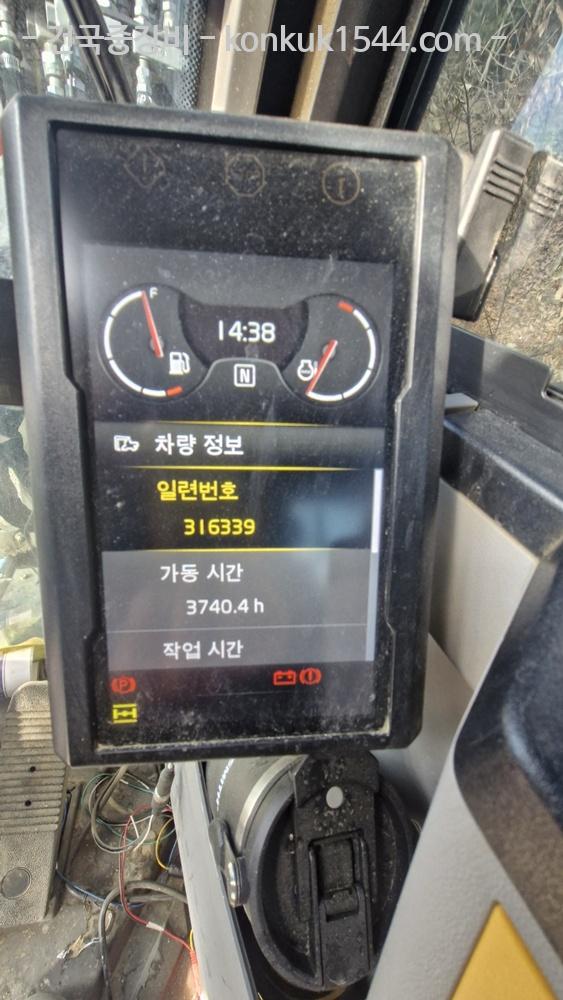 - 건국중장비 - konkuk1544.com -
F
14:38
N
차량 정보
일련번호
316339
가동 시간
3740.4 h
작업 시간
P